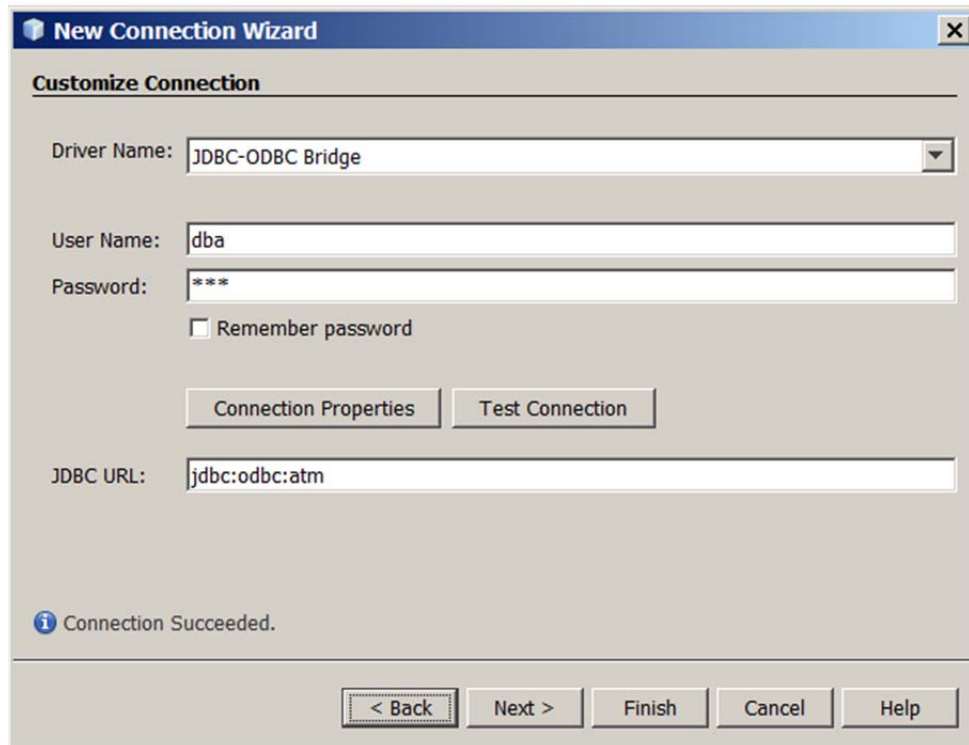 New Connection Wizard
Customize Connection
Driver Name: JDBC-ODBC Bridge
User Name: dba
Password: ***
Remember password
Connection Properties Test Connection
JDBC URL: jdbc:odbc:atm
Connection Succeeded.
< Back Next > Finish Cancel Help